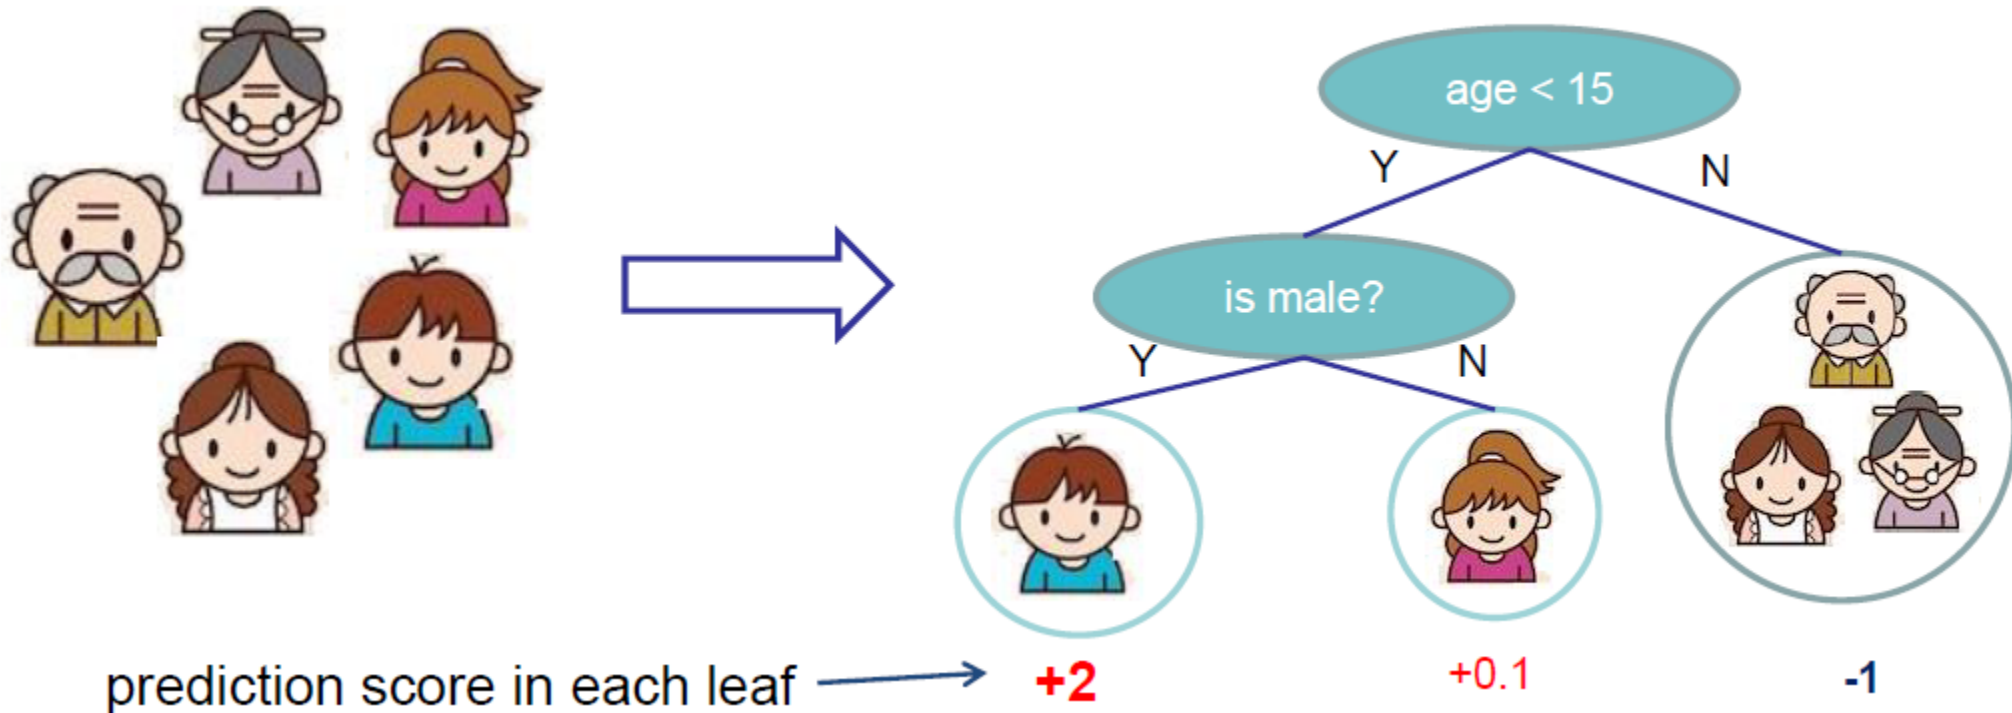 age < 15
Y
N
is male?
Y
N
prediction score in each leaf
+2
+0.1
-1